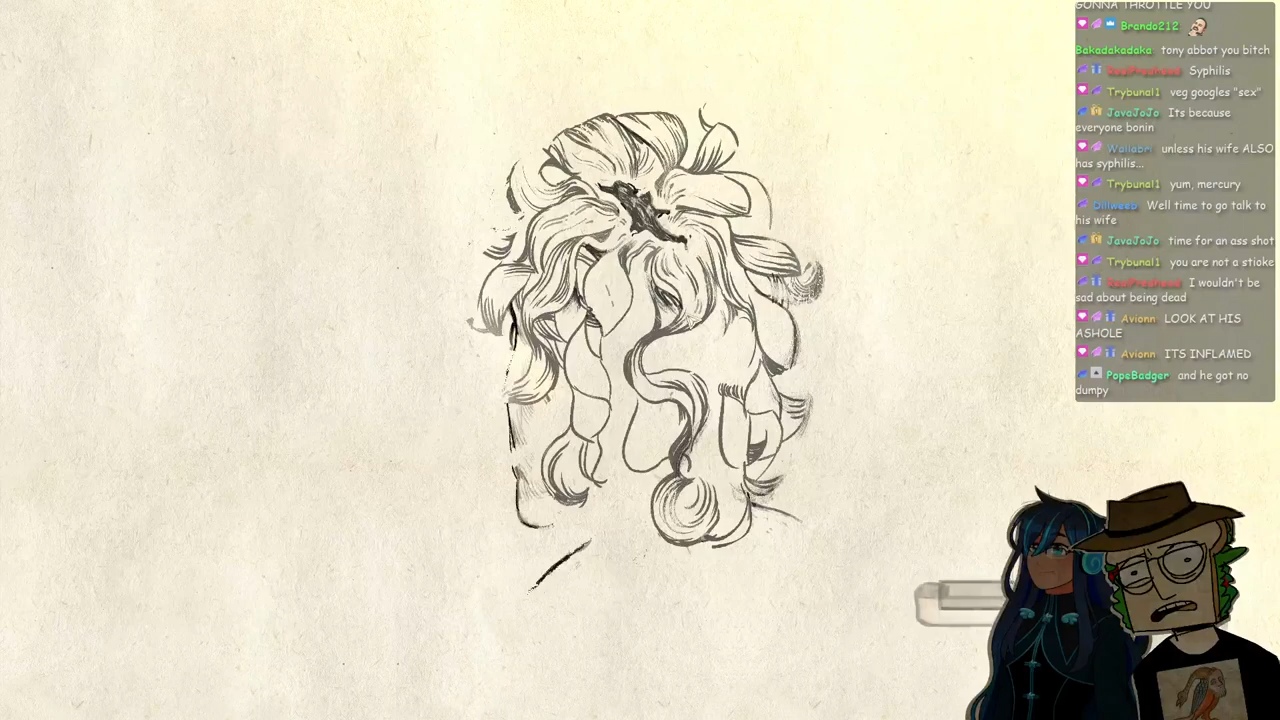 GONNA THROTTLE YOU
Brando212
Bakadakadaka: tony abbot you bitch
Syphilis
Trybunal1 veg googles "sex"
JavaJoJo Its because
everyone bonin
Wallabri unless his wife ALSO
has syphilis...
Trybunal1 yum, mercury
Dillweed Well time to go talk to
his wife
JavaJoJo time for an ass shot
Trybunal1 you are not a stioke
I wouldn't be
sad about being dead
Avionn LOOK AT HIS
ASHOLE
Avionn ITS INFLAMED
PopeBadger and he got no
dumpy